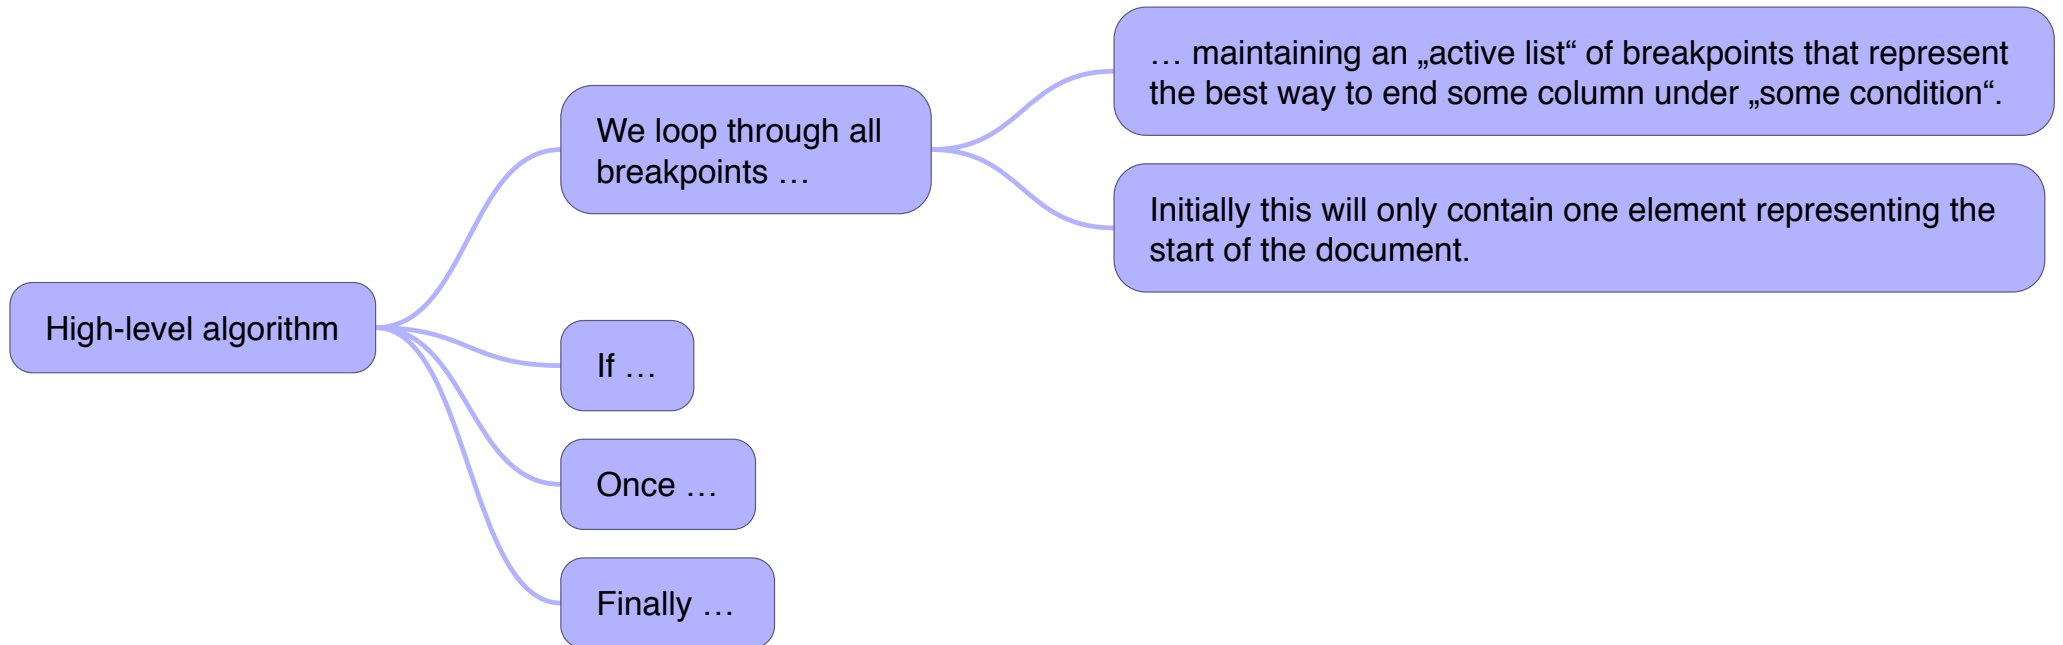 … maintaining an „active list“ of breakpoints that represent
the best way to end some column under „some condition“.
We loop through all
breakpoints …
Initially this will only contain one element representing the
start of the document.
High-level algorithm
If …
Once …
Finally …